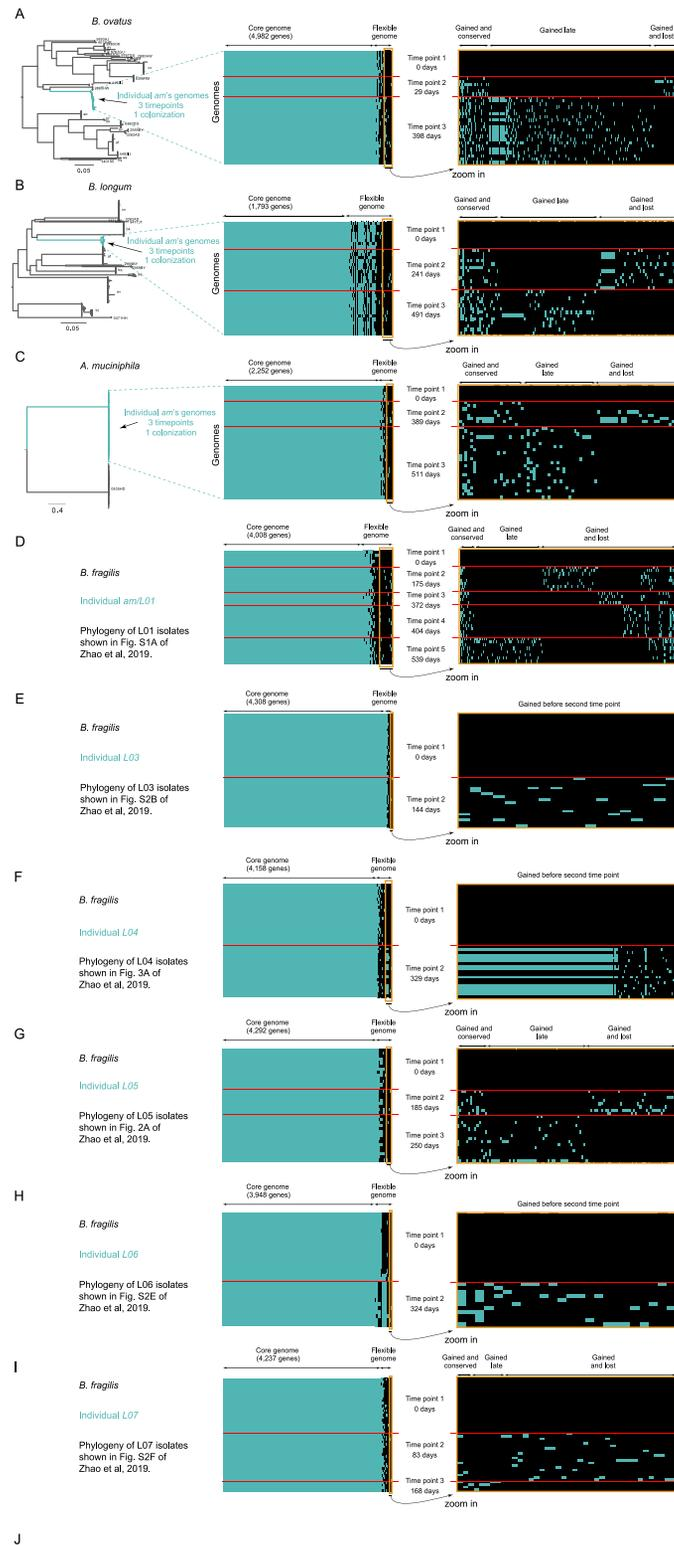 A
B. ovatus
Core genome
(4,982 genes)
Flexible
genome
Gained and
conserved
Gained late
Gained
and lost
Genomes
Individual am's genomes
3 timepoints
1 colonization
0.05
Time point 1
0 days
Time point 2
29 days
Time point 3
398 days
zoom in
B
B. longum
Core genome
(1,793 genes)
Flexible
genome
Gained and
conserved
Gained late
Gained
and lost
Genomes
Individual am's genomes
3 timepoints
1 colonization
0.05
Time point 1
0 days
Time point 2
241 days
Time point 3
491 days
zoom in
C
A. muciniphila
Core genome
(2,252 genes)
Flexible
genome
Gained and
conserved
Gained
late
Gained
and lost
Genomes
Individual am's genomes
3 timepoints
1 colonization
0.4
Time point 1
0 days
Time point 2
389 days
Time point 3
511 days
zoom in
D
B. fragilis
Individual am/L01
Phylogeny of L01 isolates
shown in Fig. S1A of
Zhao et al, 2019.
Core genome
(4,008 genes)
Flexible
genome
Gained and
conserved
Gained
late
Gained
and lost
Time point 1
0 days
Time point 2
175 days
Time point 3
372 days
Time point 4
404 days
Time point 5
539 days
zoom in
E
B. fragilis
Individual L03
Phylogeny of L03 isolates
shown in Fig. S2B of
Zhao et al, 2019.
Core genome
(4,308 genes)
Flexible
genome
Gained before second time point
Time point 1
0 days
Time point 2
144 days
zoom in
F
B. fragilis
Individual L04
Phylogeny of L04 isolates
shown in Fig. 3A of
Zhao et al, 2019.
Core genome
(4,158 genes)
Flexible
genome
Gained before second time point
Time point 1
0 days
Time point 2
329 days
zoom in
G
B. fragilis
Individual L05
Phylogeny of L05 isolates
shown in Fig. 2A of
Zhao et al, 2019.
Core genome
(4,292 genes)
Flexible
genome
Gained and
conserved
Gained
late
Gained
and lost
Time point 1
0 days
Time point 2
185 days
Time point 3
250 days
zoom in
H
B. fragilis
Individual L06
Phylogeny of L06 isolates
shown in Fig. S2E of
Zhao et al, 2019.
Core genome
(3,948 genes)
Flexible
genome
Gained before second time point
Time point 1
0 days
Time point 2
324 days
zoom in
I
B. fragilis
Individual L07
Phylogeny of L07 isolates
shown in Fig. S2F of
Zhao et al, 2019.
Core genome
(4,237 genes)
Flexible
genome
Gained and
conserved
Gained
late
Gained
and lost
Time point 1
0 days
Time point 2
83 days
Time point 3
168 days
zoom in
J